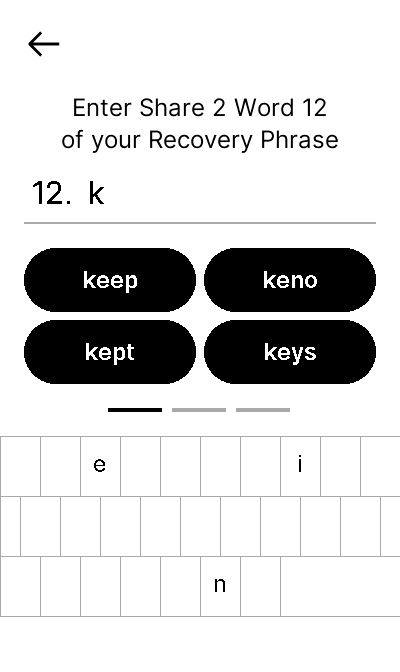 Enter Share 2 Word 12
of your Recovery Phrase
12. k
keep keno
kept keys
e i
n